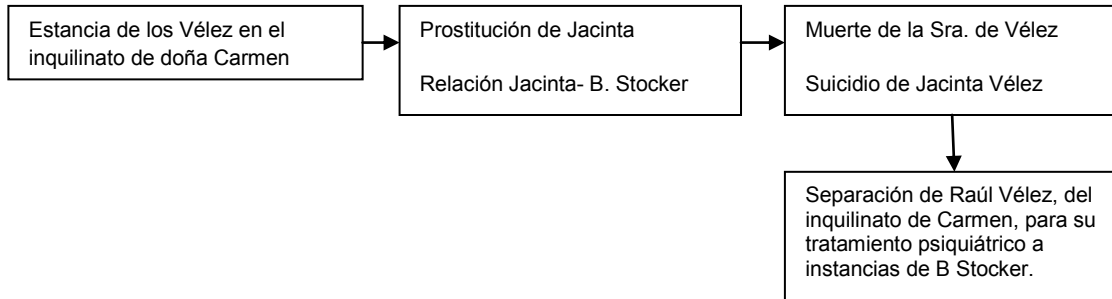 Estancia de los Vélez en el
inquilinato de doña Carmen
Prostitución de Jacinta
Relación Jacinta- B. Stocker
Muerte de la Sra. de Vélez
Suicidio de Jacinta Vélez
Separación de Raúl Vélez, del
inquilinato de Carmen, para su
tratamiento psiquiátrico a
instancias de B Stocker.